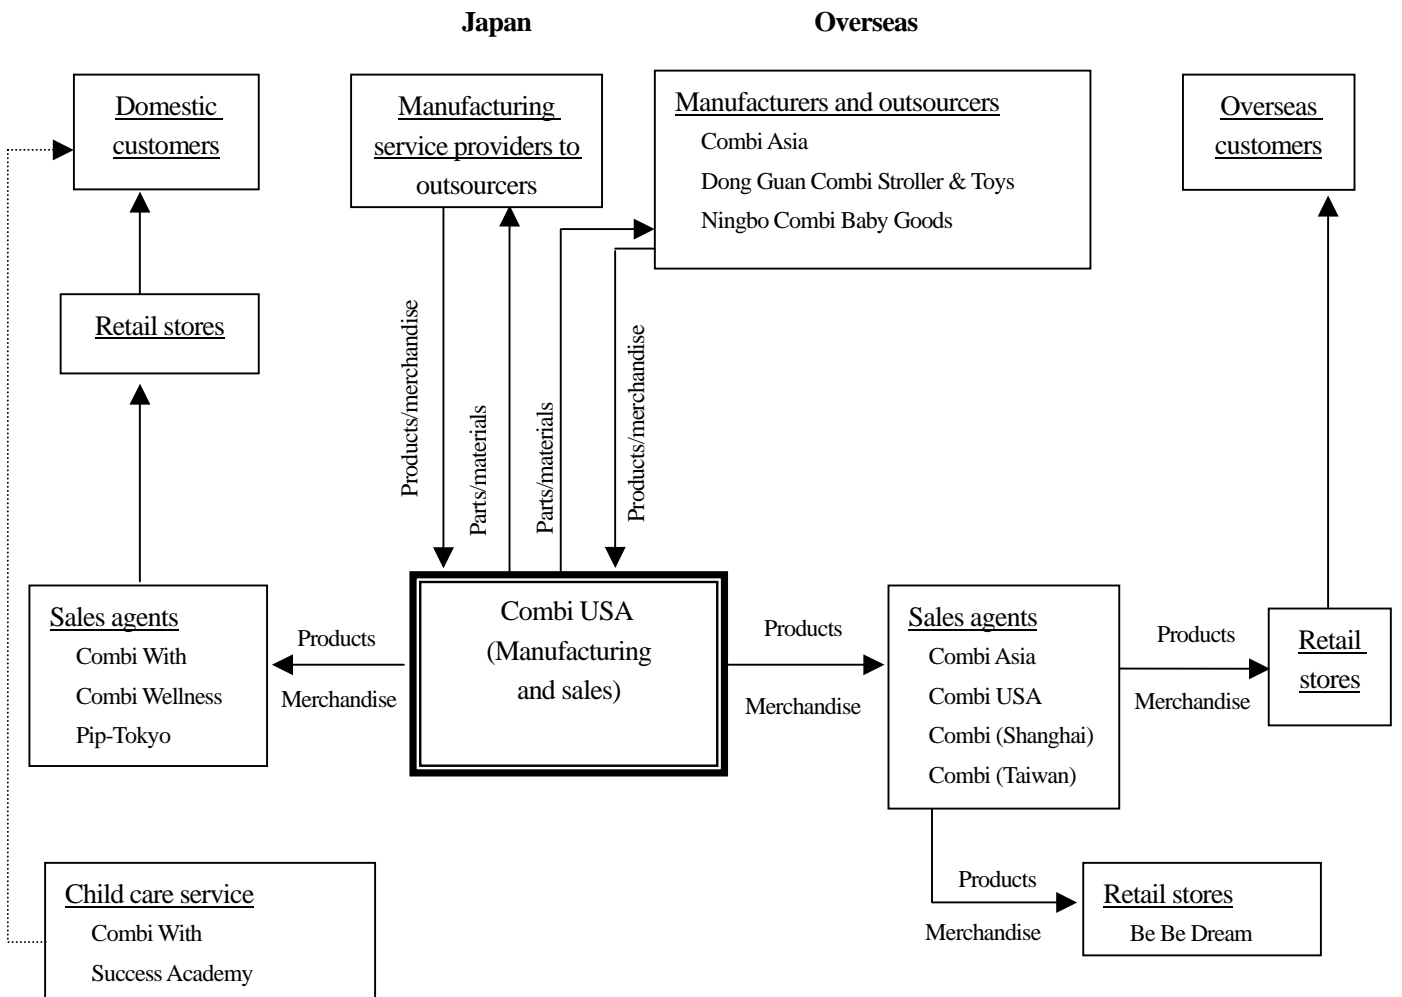 Japan
Overseas
Domestic
customers
Manufacturing
service providers to
outsourcers
Manufacturers and outsourcers
Combi Asia
Dong Guan Combi Stroller & Toys
Ningbo Combi Baby Goods
Overseas
customers
Retail stores
Products/merchandise
Parts/materials
Parts/materials
Products/merchandise
Sales agents
Combi With
Combi Wellness
Pip-Tokyo
Products
Merchandise
Combi USA
(Manufacturing
and sales)
Products
Merchandise
Sales agents
Combi Asia
Combi USA
Combi (Shanghai)
Combi (Taiwan)
Products
Merchandise
Retail
stores
Child care service
Combi With
Success Academy
Products
Merchandise
Retail stores
Be Be Dream